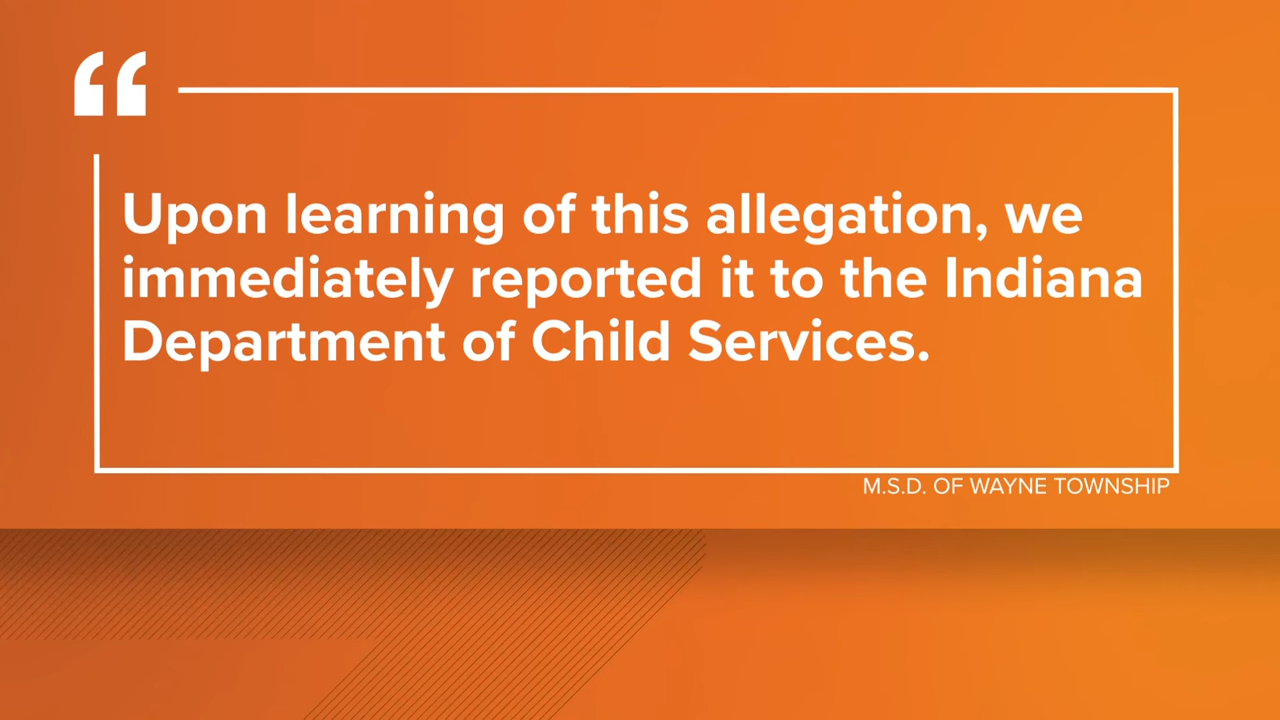 “
Upon learning of this allegation, we
immediately reported it to the Indiana
Department of Child Services.
M.S.D. OF WAYNE TOWNSHIP